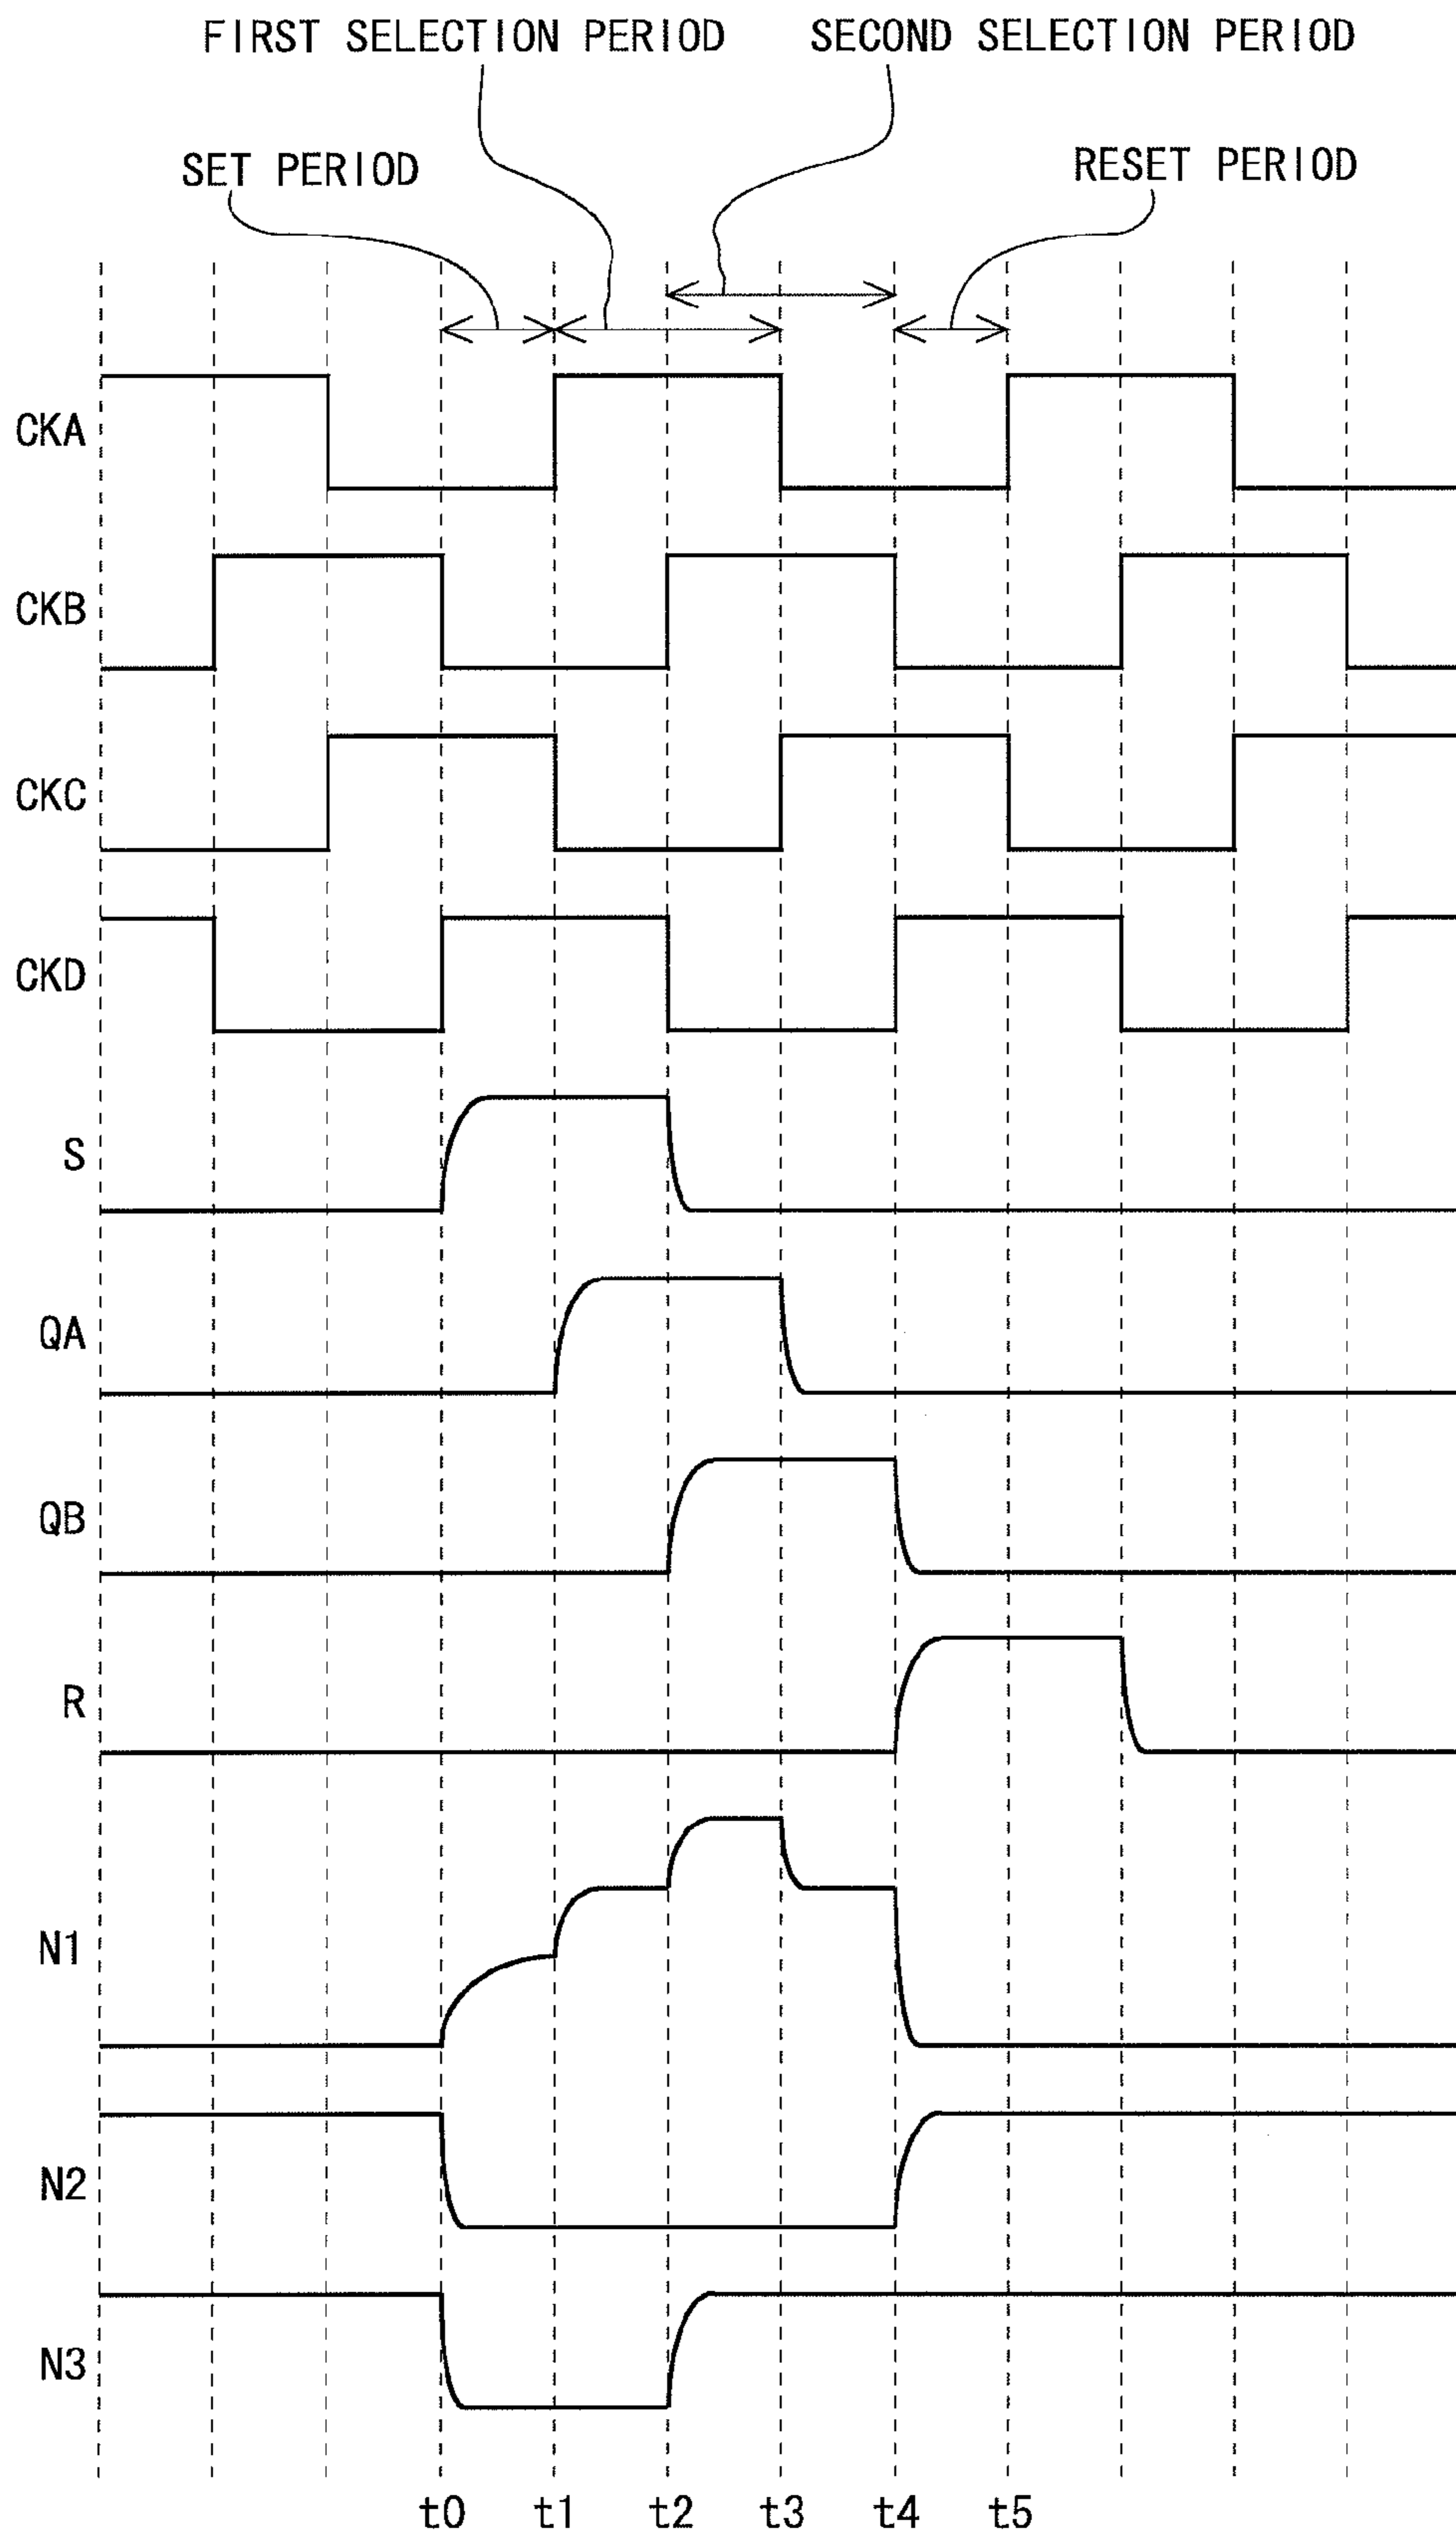 FIRST SELECTION PERIOD
SECOND SELECTION PERIOD
SET PERIOD
RESET PERIOD
CKA
CKB
CKC
CKD
S
QA
QB
R
N1
N2
N3
t0 t1 t2 t3 t4 t5